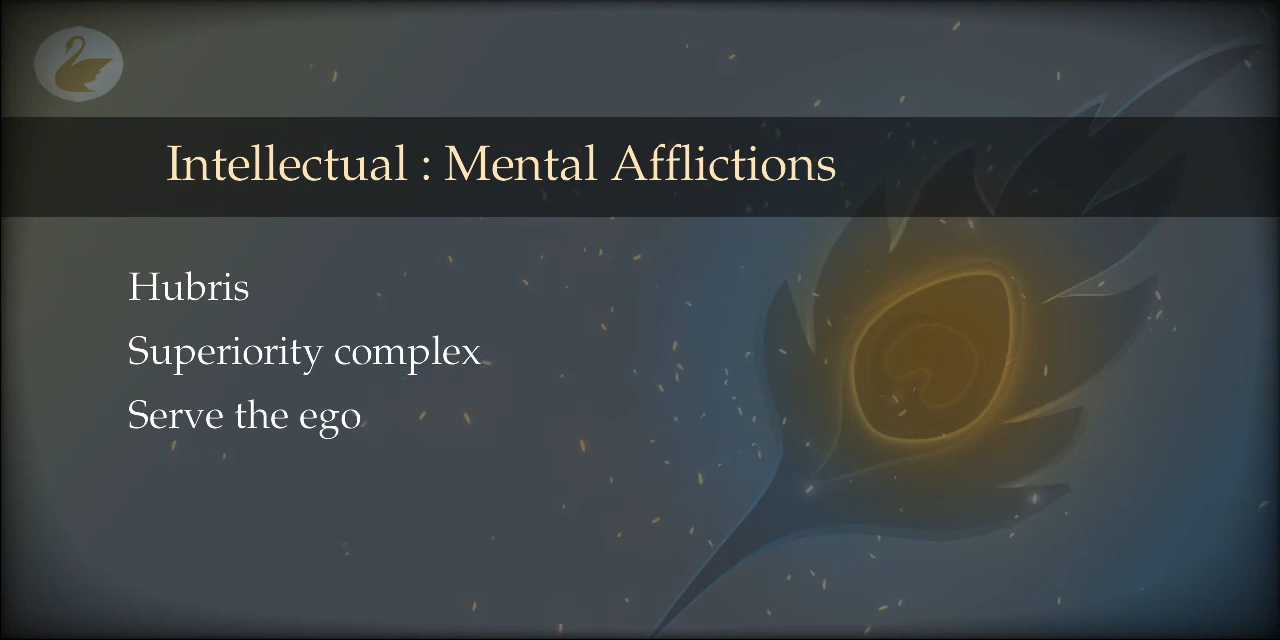 Intellectual : Mental Afflictions
Hubris
Superiority complex
Serve the ego